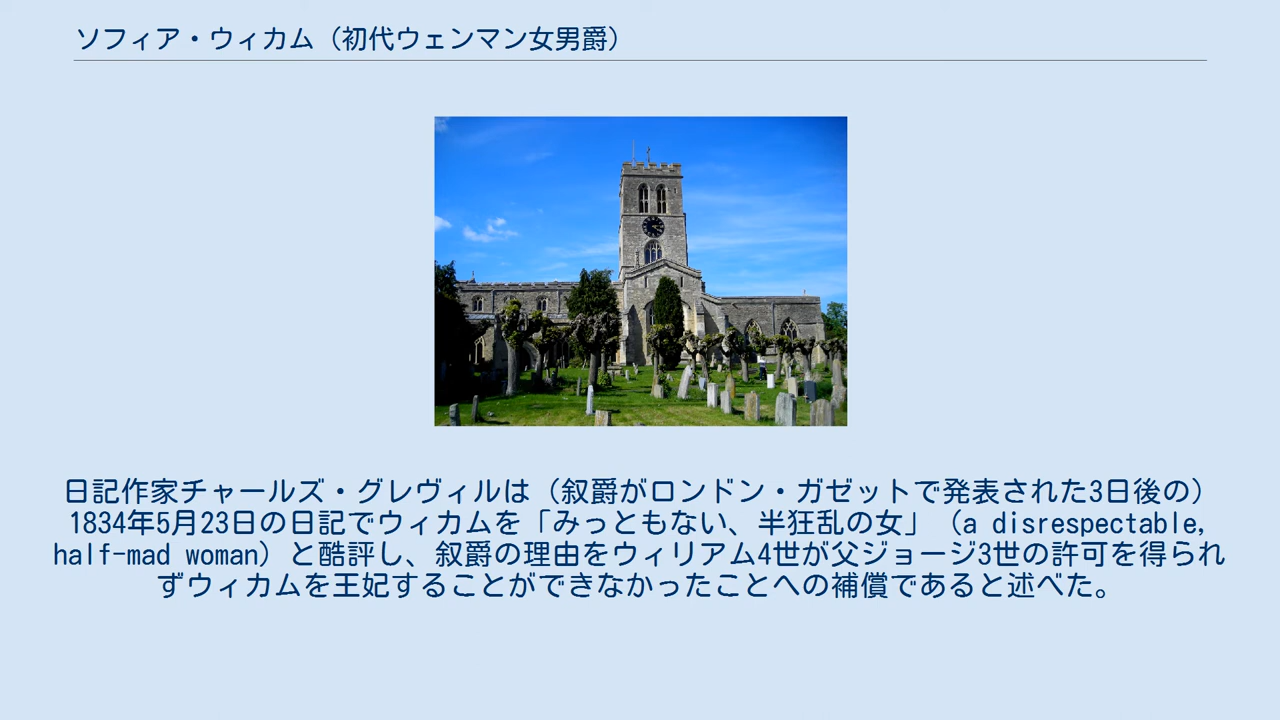 ソフィア・ウィカム（初代ウェンマン女男爵）
日記作家チャールズ・グレヴィルは（叙爵がロンドン・ガゼットで発表された3日後の）
1834年5月23日の日記でウィカムを「みっともない、半狂乱の女」（a disrespectable,
half-mad woman）と酷評し、叙爵の理由をウィリアム4世が父ジョージ3世の許可を得られ
ずウィカムを王妃することができなかったことへの補償であると述べた。